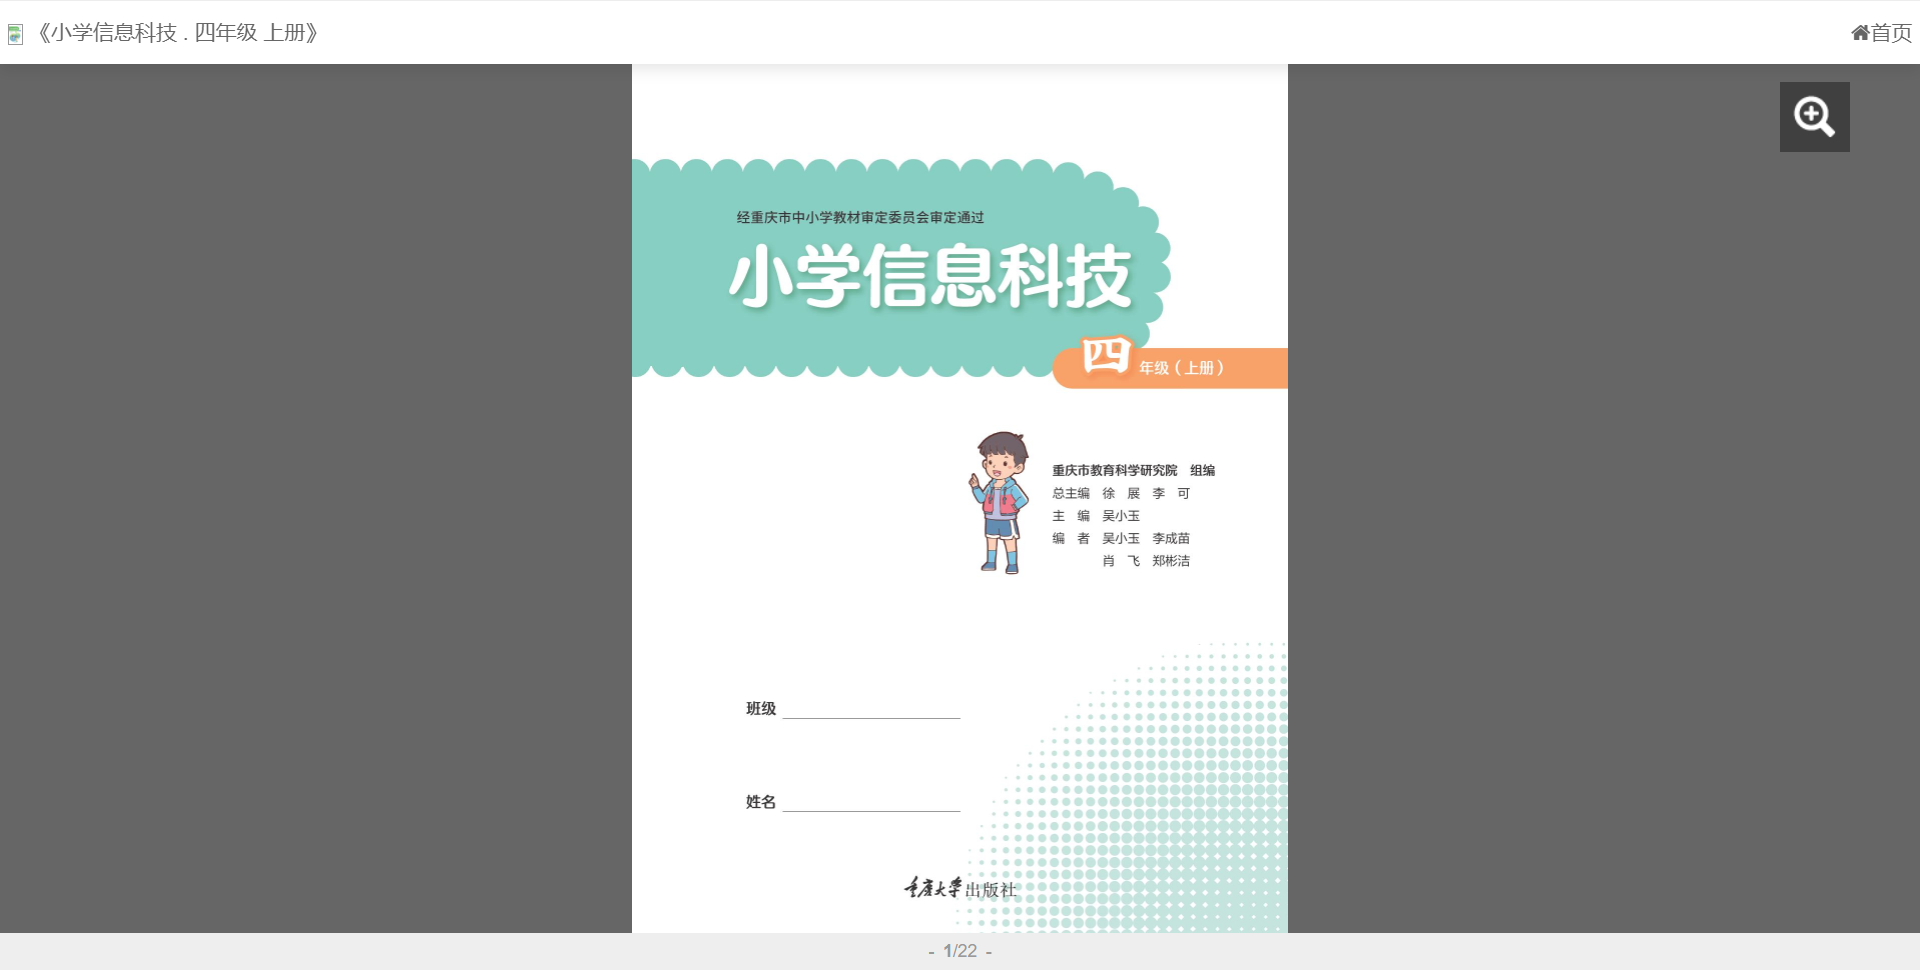 《小学信息科技 . 四年级 上册》
首页
经重庆市中小学教材审定委员会审定通过
小学信息科技
四年级（上册）
重庆市教育科学研究院　组编
总主编　徐　展　李　可
主　编　吴小玉
编　者　吴小玉　李成苗
肖　飞　郑彬洁
班级
姓名
重庆大学出版社
- 1/22 -